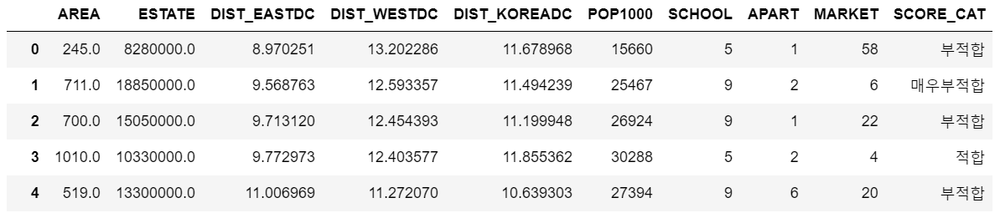 AREA ESTATE DIST_EASTDC DIST_WESTDC DIST_KOREADC POP1000 SCHOOL APART MARKET SCORE_CAT
0 245.0 8280000.0 8.970251 13.202286 11.678968 15660 5 1 58 부적합
1 711.0 18850000.0 9.568763 12.593357 11.494239 25467 9 2 6 매우부적합
2 700.0 15050000.0 9.713120 12.454393 11.199948 26924 9 1 22 부적합
3 1010.0 10330000.0 9.772973 12.403577 11.855362 30288 5 2 4 적합
4 519.0 13300000.0 11.006969 11.272070 10.639303 27394 9 6 20 부적합